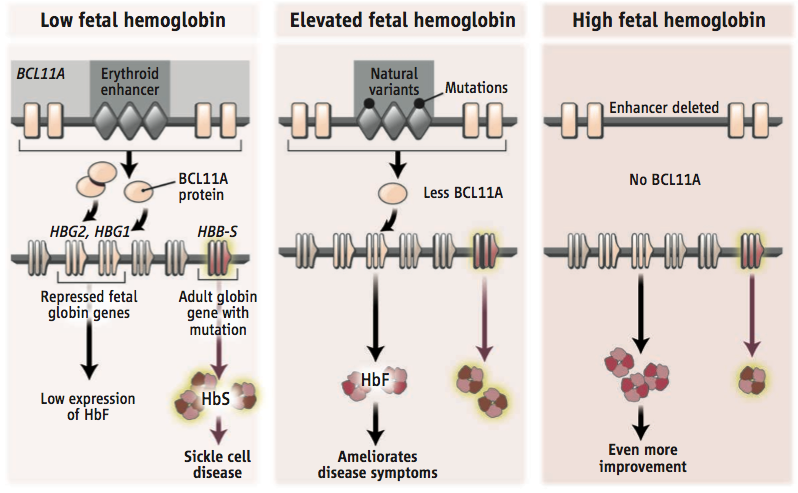 Low fetal hemoglobin
BCL11A
Erythroid
enhancer
BCL11A
protein
HBG2, HBG1
HBB-S
Repressed fetal
globin genes
Adult globin
gene with
mutation
Low expression
of HbF
HbS
Sickle cell
disease
Elevated fetal hemoglobin
Natural
variants
Mutations
Less BCL11A
HbF
Ameliorates
disease symptoms
High fetal hemoglobin
Enhancer deleted
No BCL11A
Even more
improvement